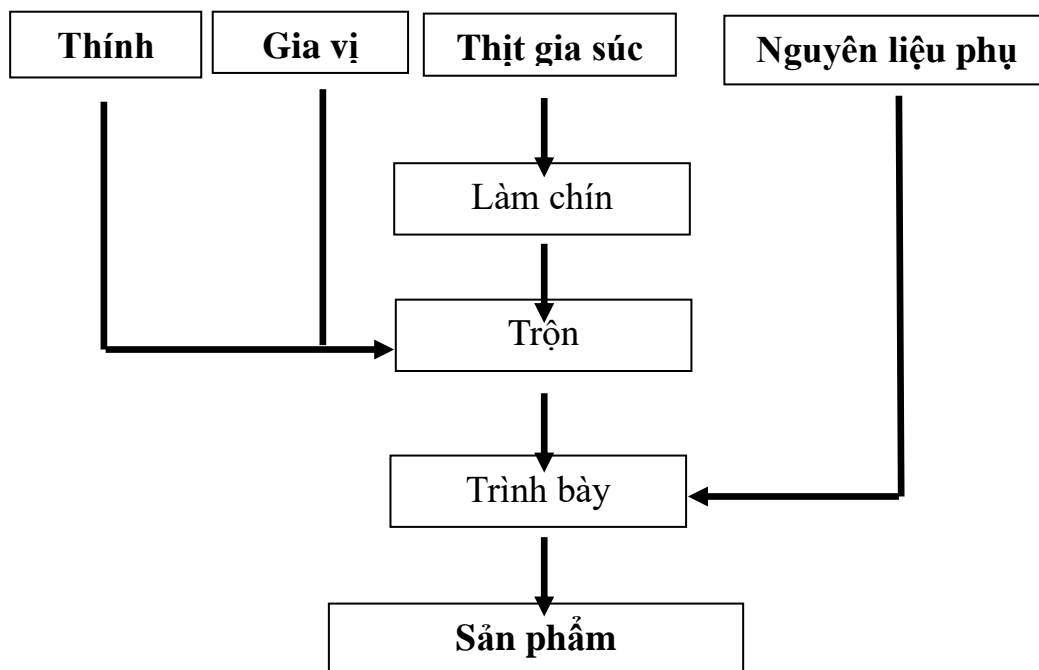 Thính
Gia vị
Thịt gia súc
Nguyên liệu phụ
Làm chín
Trộn
Trình bày
Sản phẩm